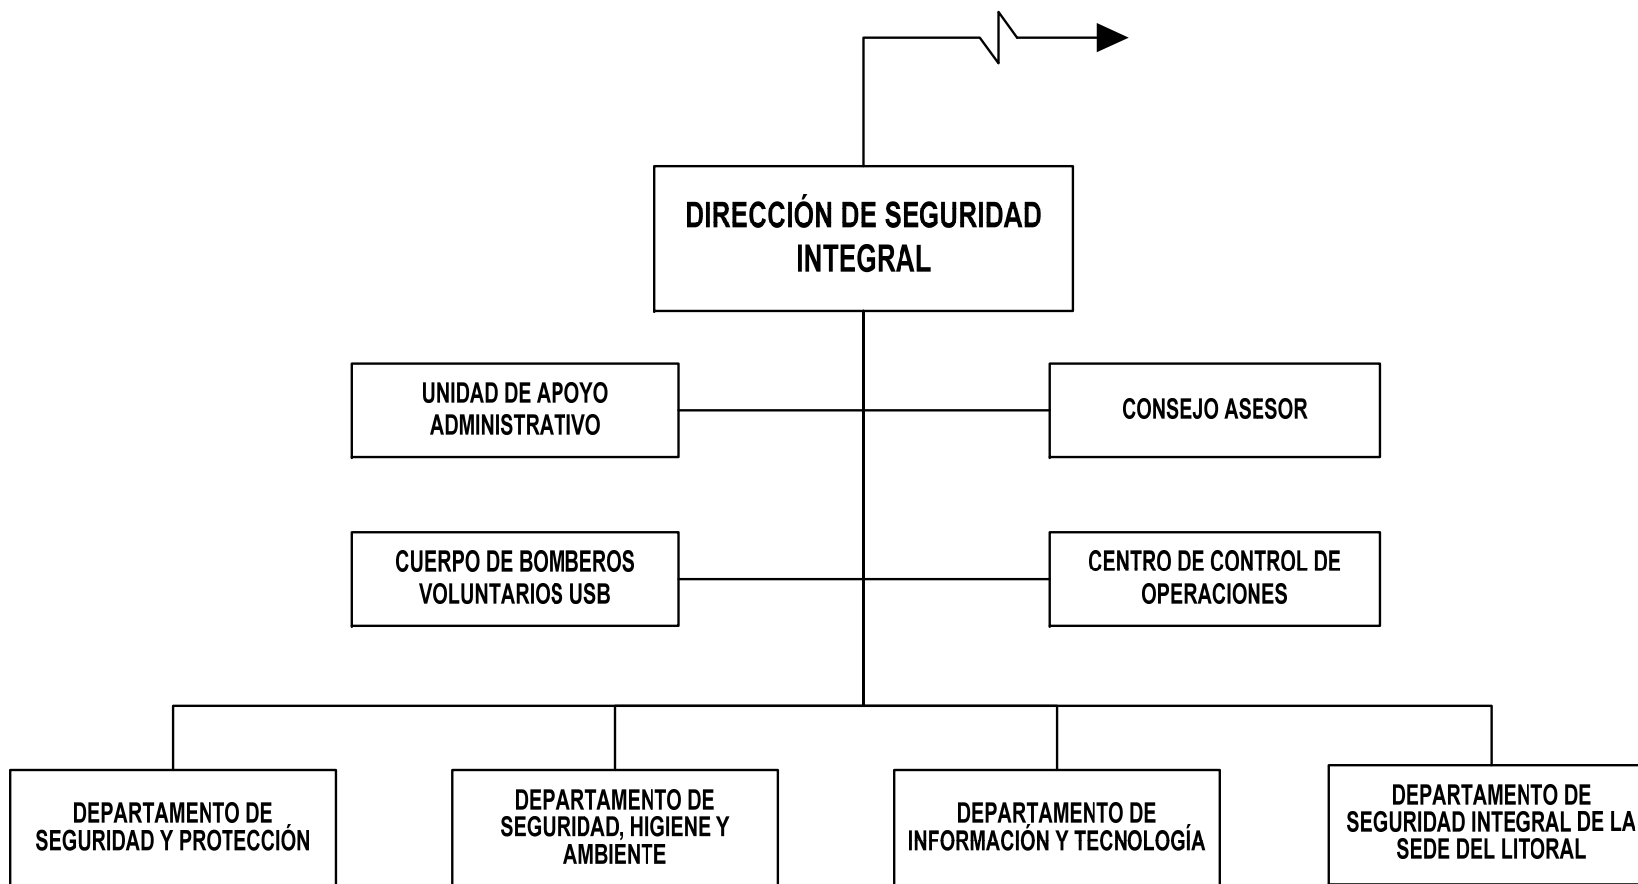 DIRECCIÓN DE SEGURIDAD
INTEGRAL
UNIDAD DE APOYO
ADMINISTRATIVO
CONSEJO ASESOR
CUERPO DE BOMBEROS
VOLUNTARIOS USB
CENTRO DE CONTROL DE
OPERACIONES
DEPARTAMENTO DE
SEGURIDAD Y PROTECCIÓN
DEPARTAMENTO DE
SEGURIDAD, HIGIENE Y
AMBIENTE
DEPARTAMENTO DE
INFORMACIÓN Y TECNOLOGÍA
DEPARTAMENTO DE
SEGURIDAD INTEGRAL DE LA
SEDE DEL LITORAL